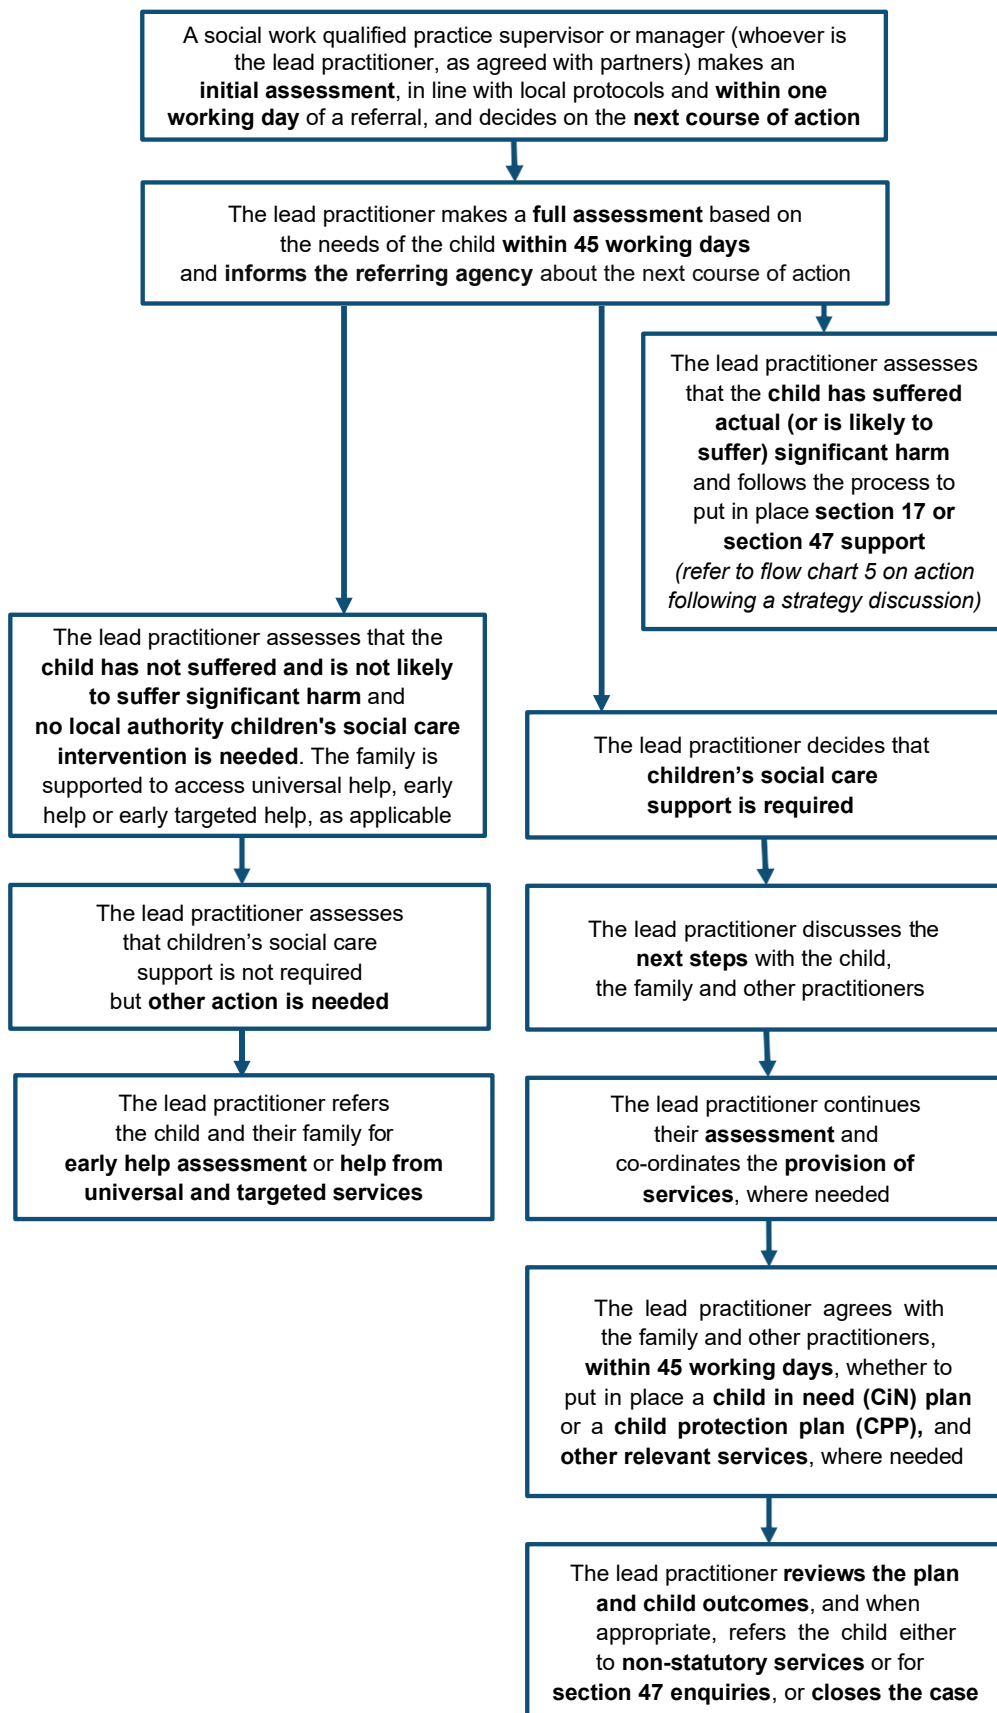 A social work qualified practice supervisor or manager (whoever is
the lead practitioner, as agreed with partners) makes an
initial assessment, in line with local protocols and within one
working day of a referral, and decides on the next course of action
The lead practitioner makes a full assessment based on
the needs of the child within 45 working days
and informs the referring agency about the next course of action
The lead practitioner assesses
that the child has suffered
actual (or is likely to
suffer) significant harm
and follows the process to
put in place section 17 or
section 47 support
(refer to flow chart 5 on action
following a strategy discussion)
The lead practitioner assesses that the
child has not suffered and is not likely
to suffer significant harm and
no local authority children's social care
intervention is needed. The family is
supported to access universal help, early
help or early targeted help, as applicable
The lead practitioner assesses
that children’s social care
support is not required
but other action is needed
The lead practitioner refers
the child and their family for
early help assessment or help from
universal and targeted services
The lead practitioner decides that
children’s social care
support is required
The lead practitioner discusses the
next steps with the child,
the family and other practitioners
The lead practitioner continues
their assessment and
co-ordinates the provision of
services, where needed
The lead practitioner agrees with
the family and other practitioners,
within 45 working days, whether to
put in place a child in need (CiN) plan
or a child protection plan (CPP), and
other relevant services, where needed
The lead practitioner reviews the plan
and child outcomes, and when
appropriate, refers the child either
to non-statutory services or for
section 47 enquiries, or closes the case